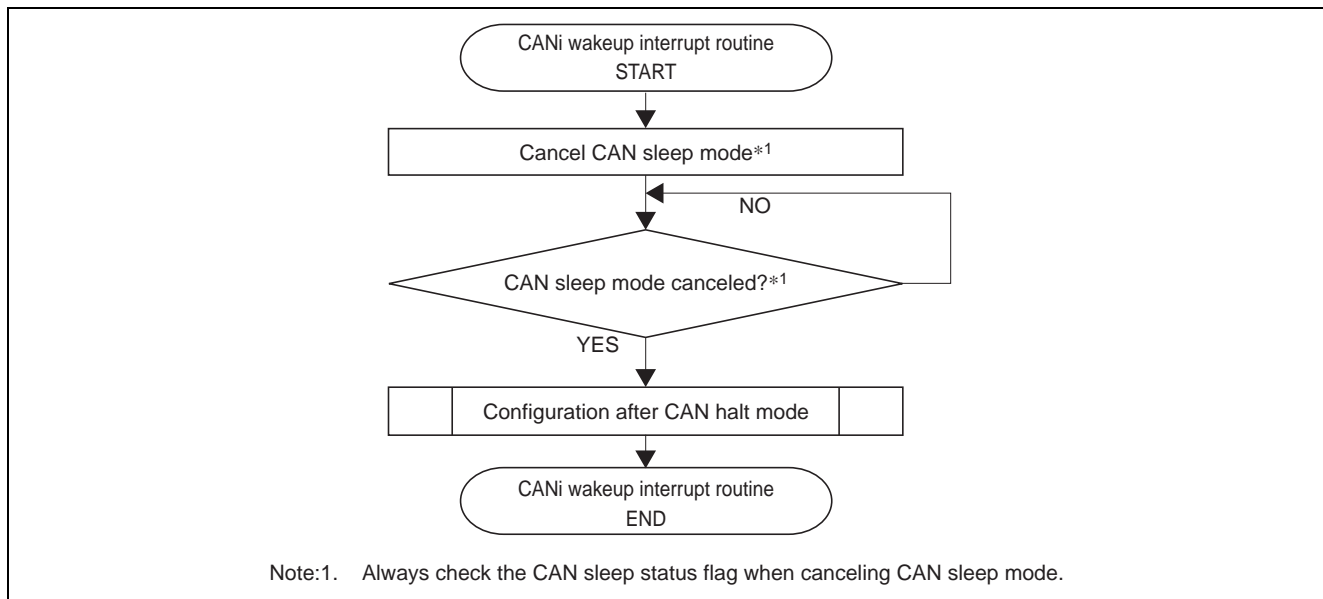 CANi wakeup interrupt routine
START
Cancel CAN sleep mode*1
NO
CAN sleep mode canceled?*1
YES
Configuration after CAN halt mode
CANi wakeup interrupt routine
END
Note:1. Always check the CAN sleep status flag when canceling CAN sleep mode.